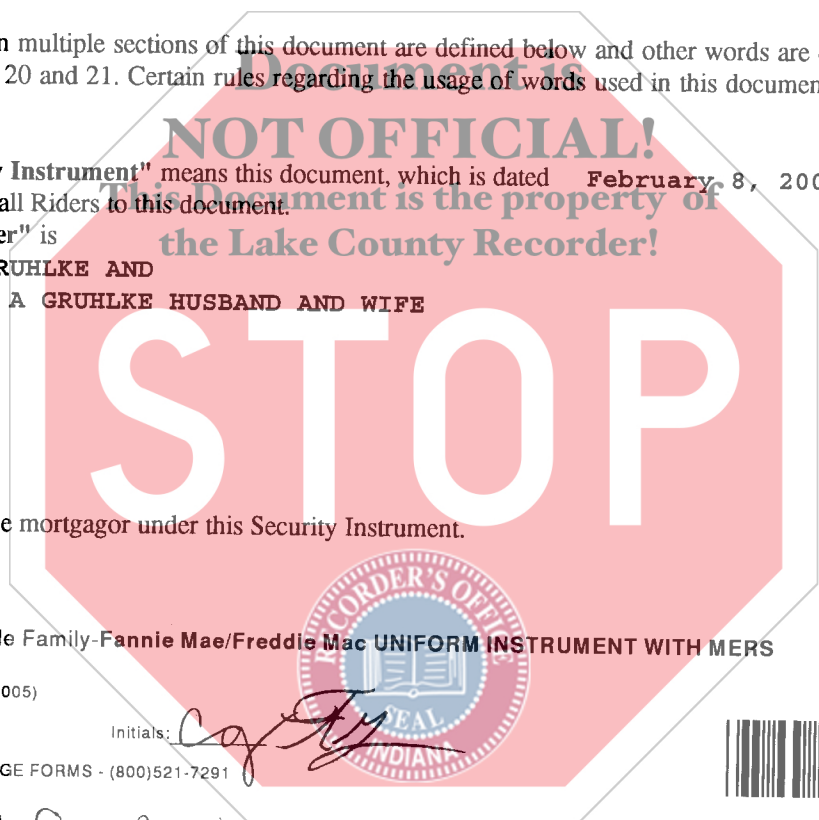 n multiple sections of this document are defined below and other words are
20 and 21. Certain rules regarding the usage of words used in this documen
Document is
NOT OFFICIAL!
This Document is the property of
the Lake County Recorder!
Instrument" means this document, which is dated February 8, 200
all Riders to this document.
er" is
RUHLKE AND
A GRUHLKE HUSBAND AND WIFE
STOP
e mortgagor under this Security Instrument.
RECORDER'S OFFICE
SEAL
INDIANA
le Family-Fannie Mae/Freddie Mac UNIFORM INSTRUMENT WITH MERS
005)
Initials:
GE FORMS - (800)521-7291